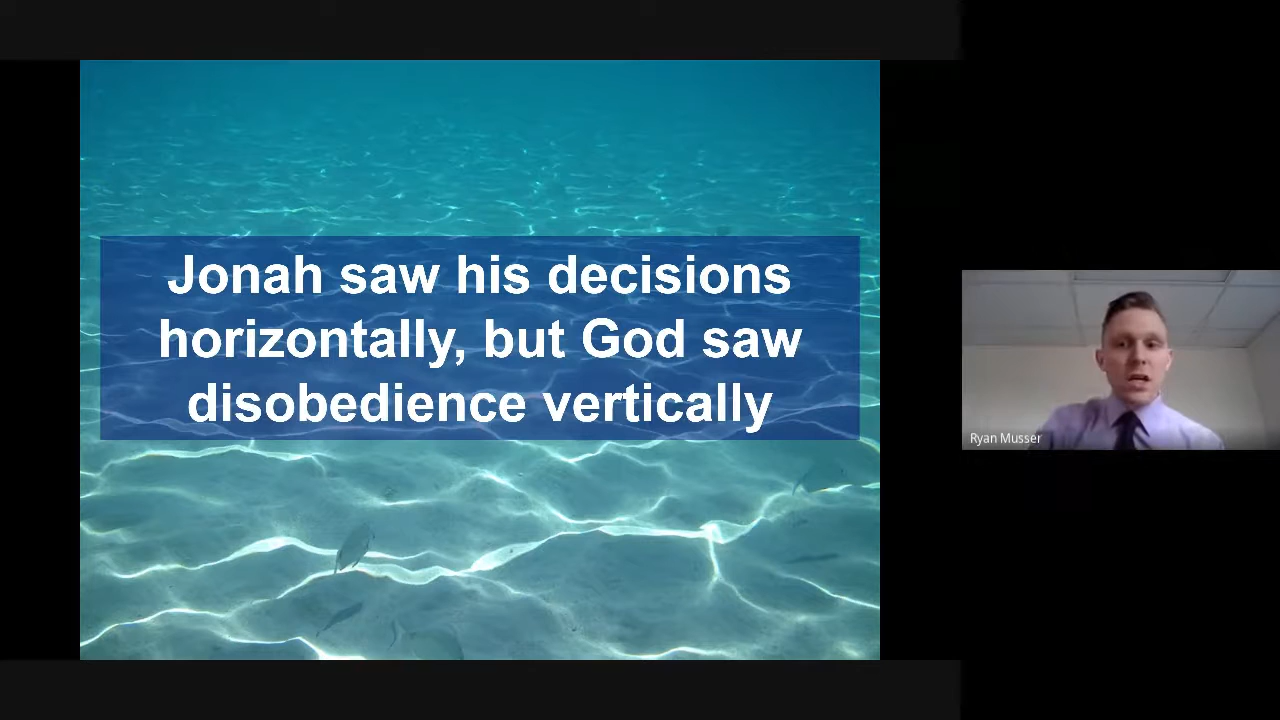 Jonah saw his decisions
horizontally, but God saw
disobedience vertically
Ryan Musser